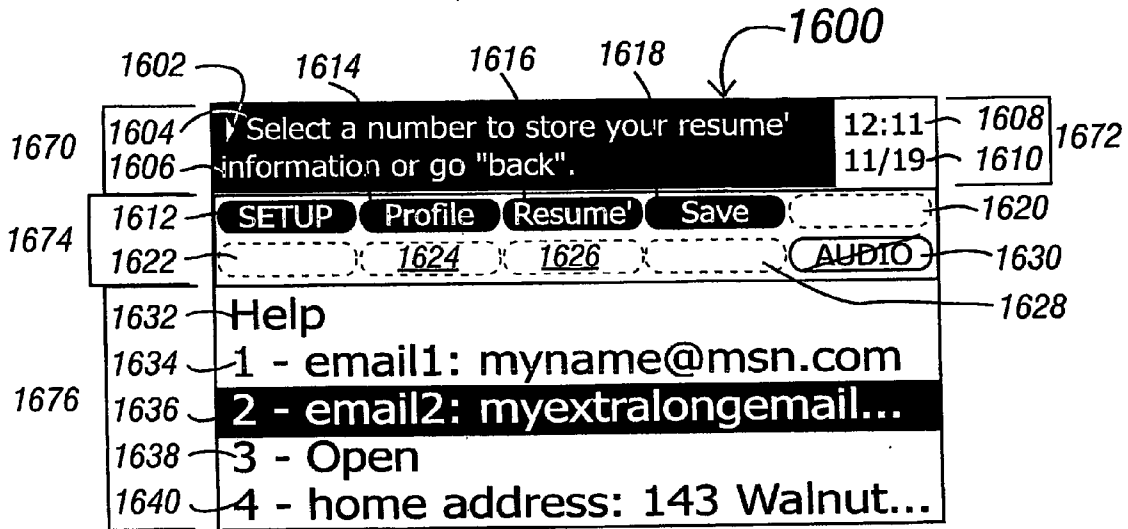 1600
1602 1614 1616 1618
1670 1604 Select a number to store your resume' 12:11 1608 1672
1606 information or go "back". 11/19 1610
1674 1612 SETUP Profile Resume' Save 1620
1622 1624 1626 AUDIO 1630
1628
1632 Help
1634 1 - email1: myname@msn.com
1676 1636 2 - email2: myextralongemail...
1638 3 - Open
1640 4 - home address: 143 Walnut...